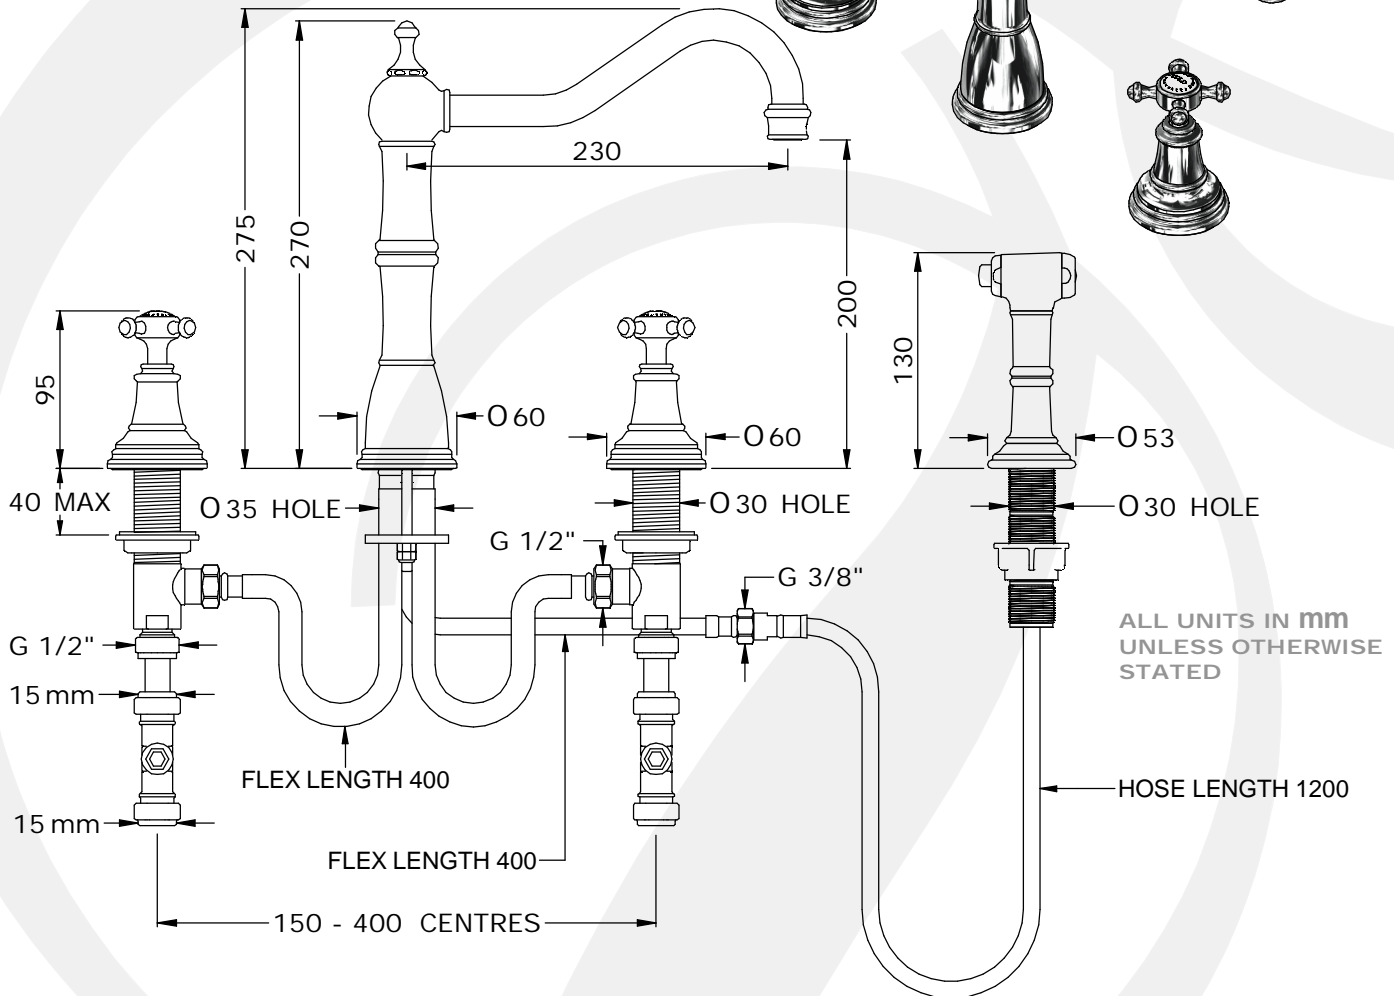 230
275
270
200
130
95
O 60
O 60
O 53
40 MAX
O 35 HOLE
O 30 HOLE
O 30 HOLE
G 1/2"
G 3/8"
ALL UNITS IN mm
UNLESS OTHERWISE
STATED
G 1/2"
15 mm
FLEX LENGTH 400
HOSE LENGTH 1200
15 mm
FLEX LENGTH 400
150 - 400 CENTRES